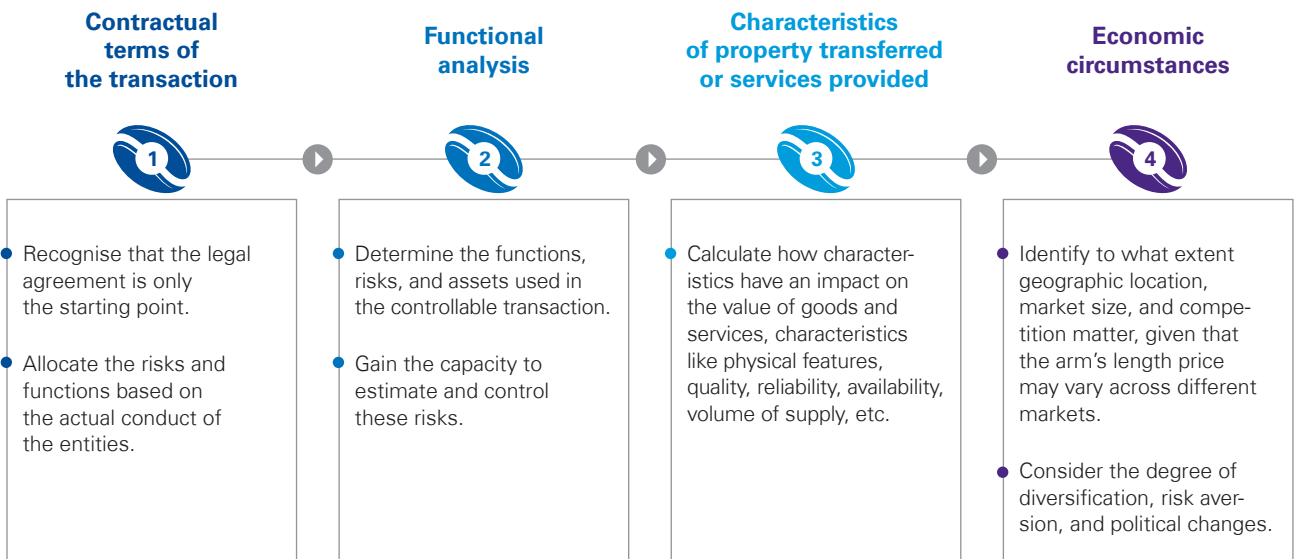 Contractual
terms of
the transaction
1
Recognise that the legal
agreement is only
the starting point.
Allocate the risks and
functions based on
the actual conduct of
the entities.
Functional
analysis
2
Determine the functions,
risks, and assets used in
the controllable transaction.
Gain the capacity to
estimate and control
these risks.
Characteristics
of property transferred
or services provided
3
Calculate how character-
istics have an impact on
the value of goods and
services, characteristics
like physical features,
quality, reliability, availability,
volume of supply, etc.
Economic
circumstances
4
Identify to what extent
geographic location,
market size, and compe-
tition matter, given that
the arm's length price
may vary across different
markets.
Consider the degree of
diversification, risk aver-
sion, and political changes.